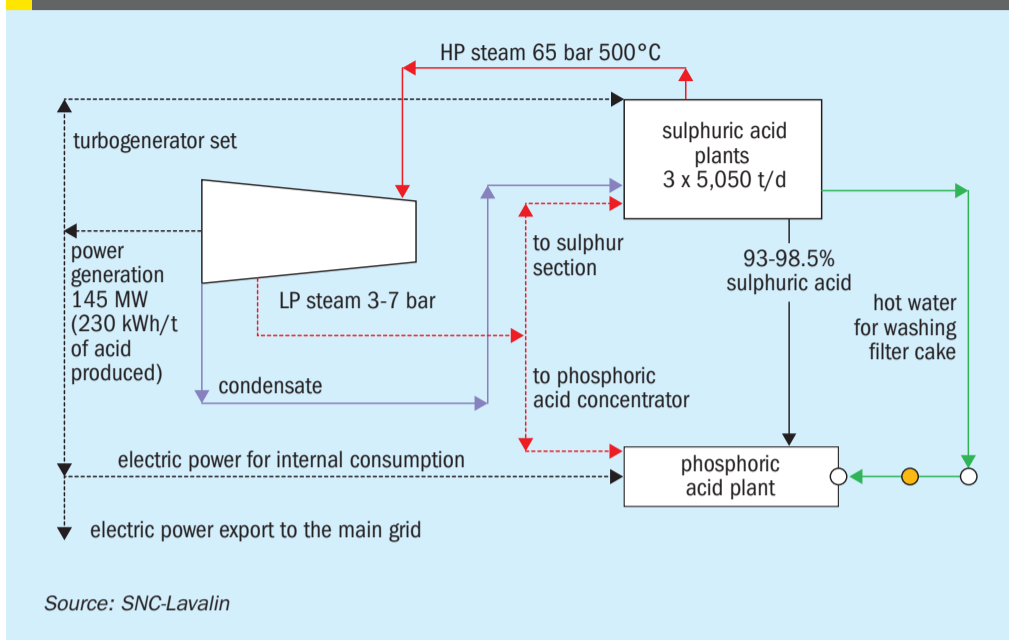 HP steam 65 bar 500°C
turbogenerator set
sulphuric acid
plants
3 x 5,050 t/d
power
generation
145 MW
(230 kWh/t
of acid
produced)
LP steam 3-7 bar
to sulphur
section
93-98.5%
sulphuric acid
hot water
for washing
filter cake
condensate
to phosphoric
acid concentrator
electric power for internal consumption
phosphoric
acid plant
electric power export to the main grid
Source: SNC-Lavalin